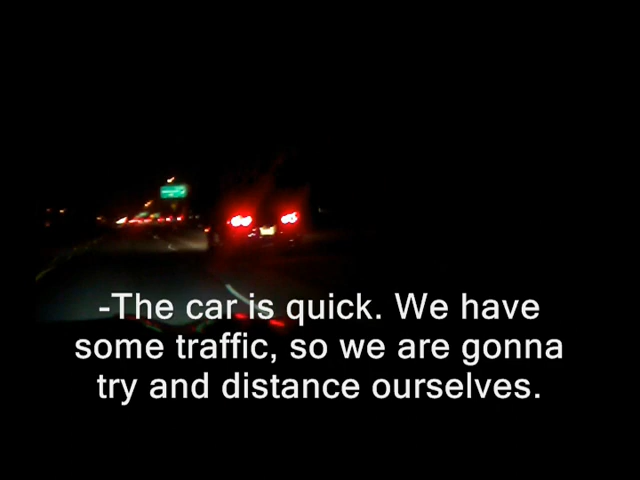 -The car is quick. We have
some traffic, so we are gonna
try and distance ourselves.